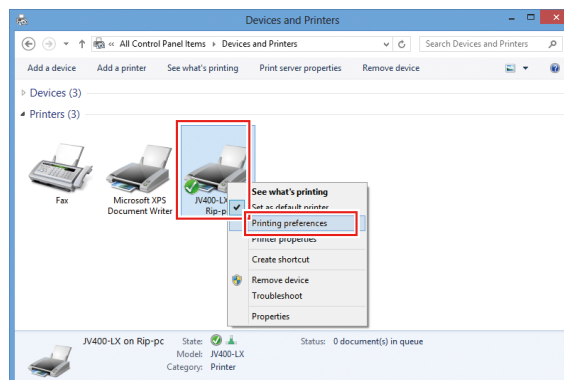 Devices and Printers
« All Control Panel Items Devices and Printers
Search Devices and Printers
Add a device Add a printer See what's printing Print server properties Remove device
Devices (3)
Printers (3)
Fax
Microsoft XPS
Document Writer
JV400-LX
Rip-p
See what's printing
Set as default printer
Printing preferences
Printer properties
Create shortcut
Remove device
Troubleshoot
Properties
JV400-LX on Rip-pc State: Status: 0 document(s) in queue
Model: JV400-LX
Category: Printer